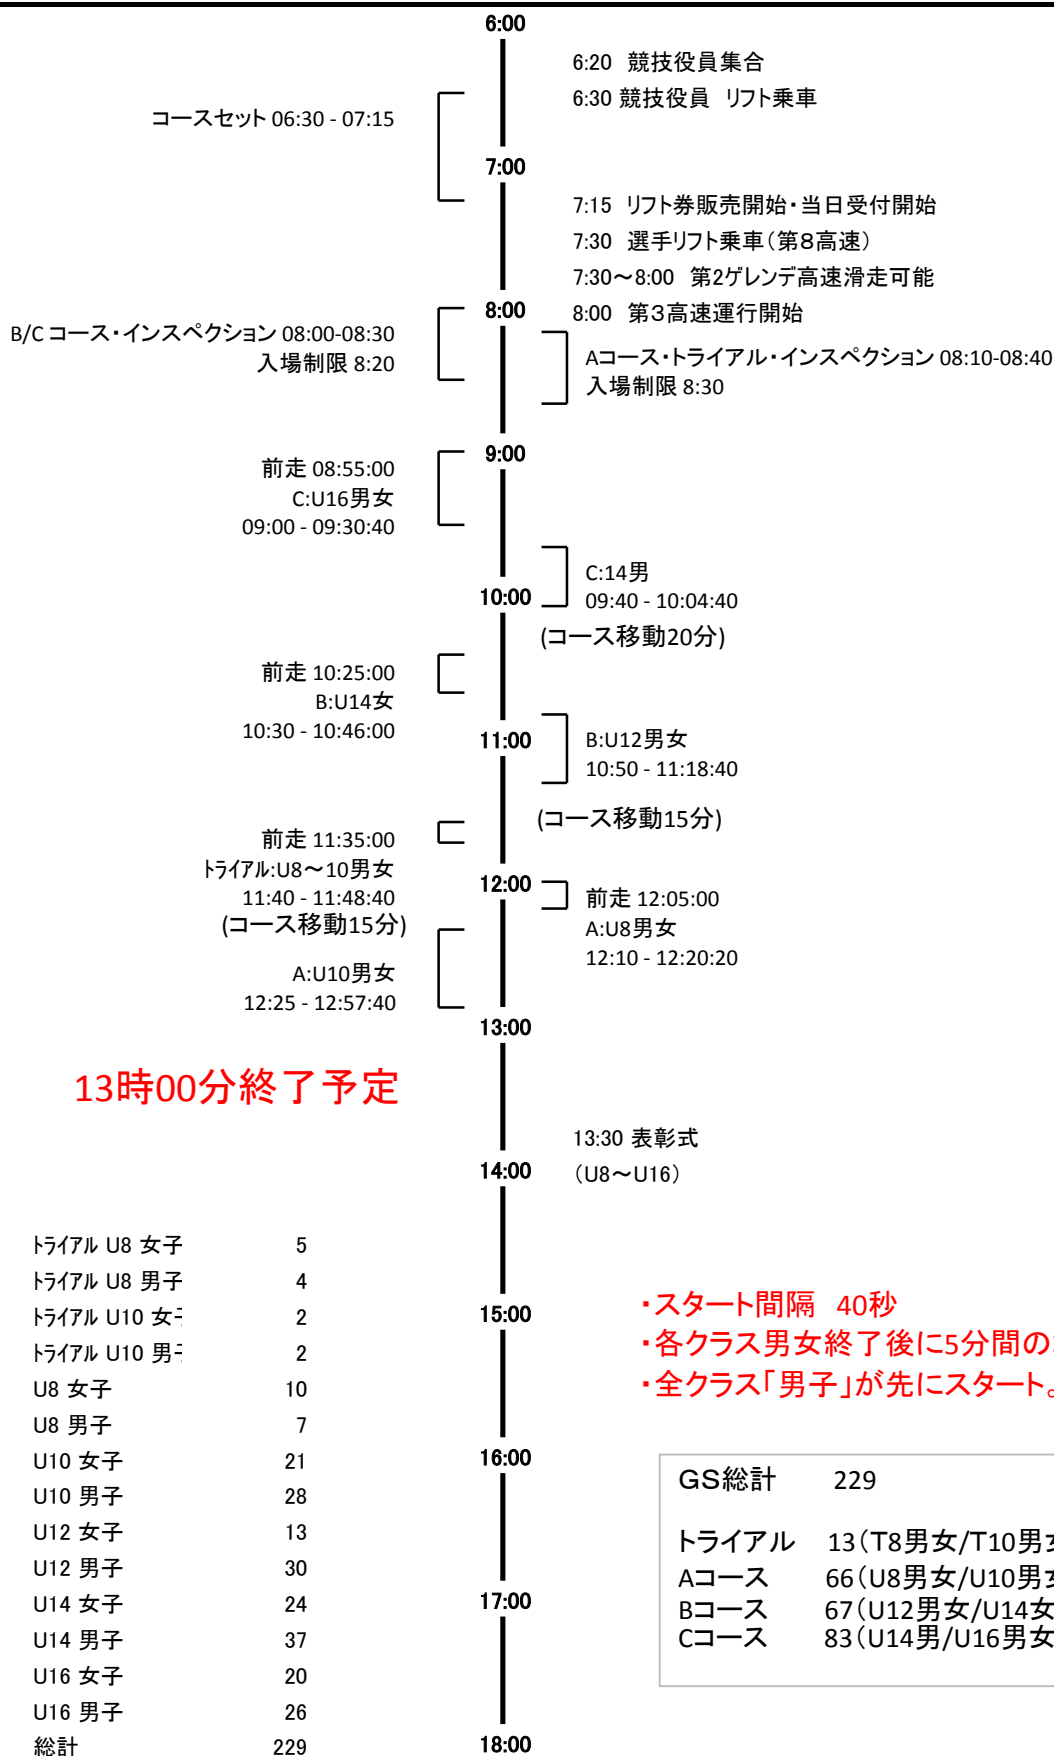 6:00
6:20 競技役員集合
6:30 競技役員 リフト乗車
コースセット 06:30 - 07:15
7:00
7:15 リフト券販売開始・当日受付開始
7:30 選手リフト乗車（第8高速）
7:30～8:00 第2ゲレンデ高速滑走可能
8:00
8:00 第3高速運行開始
B/C コース・インスペクション 08:00-08:30
入場制限 8:20
Aコース・トライアル・インスペクション 08:10-08:40
入場制限 8:30
9:00
前走 08:55:00
C:U16男女
09:00 - 09:30:40
C:14男
09:40 - 10:04:40
10:00
(コース移動20分)
前走 10:25:00
B:U14女
10:30 - 10:46:00
11:00
B:U12男女
10:50 - 11:18:40
(コース移動15分)
前走 11:35:00
トライアル:U8～10男女
11:40 - 11:48:40
(コース移動15分)
12:00
前走 12:05:00
A:U8男女
12:10 - 12:20:20
A:U10男女
12:25 - 12:57:40
13:00
13時00分終了予定
13:30 表彰式
（U8～U16）
14:00
トライアル U8 女子 5
トライアル U8 男子 4
トライアル U10 女 2
トライアル U10 男 2
U8 女子 10
U8 男子 7
U10 女子 21
U10 男子 28
U12 女子 13
U12 男子 30
U14 女子 24
U14 男子 37
U16 女子 20
U16 男子 26
総計 229
15:00
・スタート間隔 40秒
・各クラス男女終了後に5分間の
・全クラス「男子」が先にスタート。
16:00
GS総計 229
トライアル 13（T8男女/T10男女
Aコース 66（U8男女/U10男女
Bコース 67（U12男女/U14女
Cコース 83（U14男/U16男女
17:00
18:00